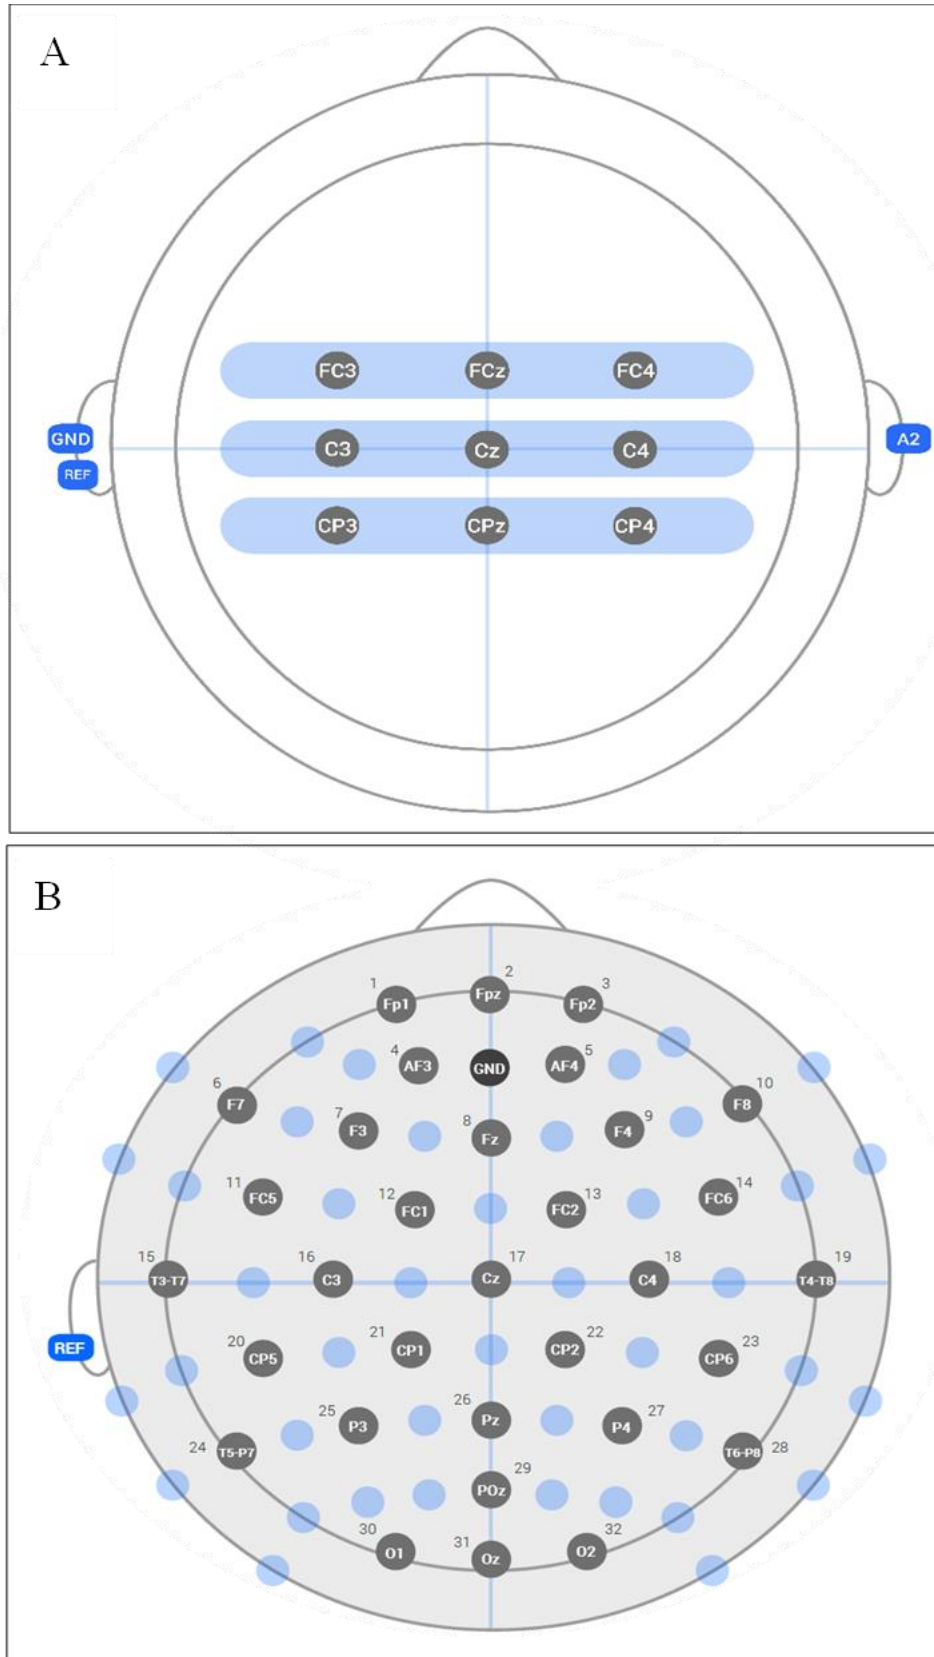 A
FC3 FCz FC4
GND C3 Cz C4 A2
REF
CP3 CPz CP4
B
1 2 3
Fp1 Fpz Fp2
4 AF3 GND AF4 5
6 F7 F8 10
7 F3 8 Fz F4 9
11 FC5 12 FC1 FC2 13 FC6 14
15 16 17 18 19
T3-T7 C3 Cz C4 T4-T8
REF 20 CP5 21 CP1 CP2 22 CP6 23
25 P3 26 Pz P4 27
24 T5-P7 T6-P8 28
POz 29
30 31 32
O1 Oz O2